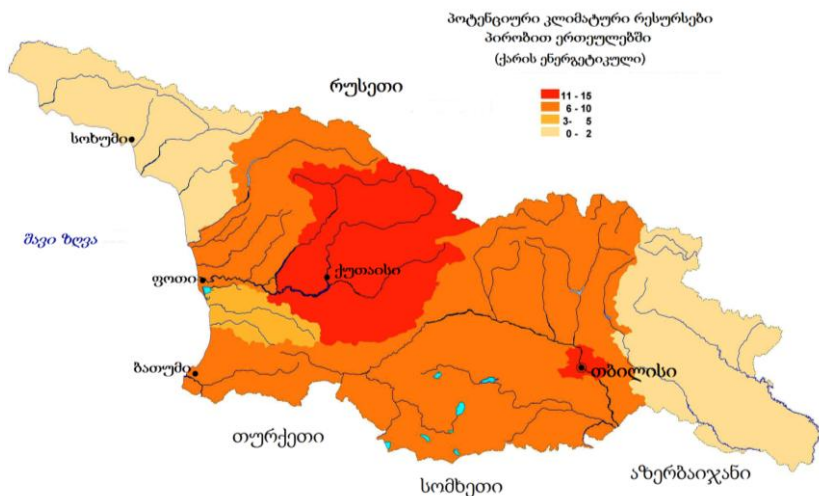 პოტენციური კლიმატური რესურსები
პირობით ერთეულებში
(ქარის ენერგეტიკული)
11 - 15
6 - 10
3- 5
0 - 2
რუსეთი
სოხუმი
შავი ზღვა
ფოთი
ქუთაისი
ბათუმი
თბილისი
თურქეთი
აზერბაიჯანი
სომხეთი